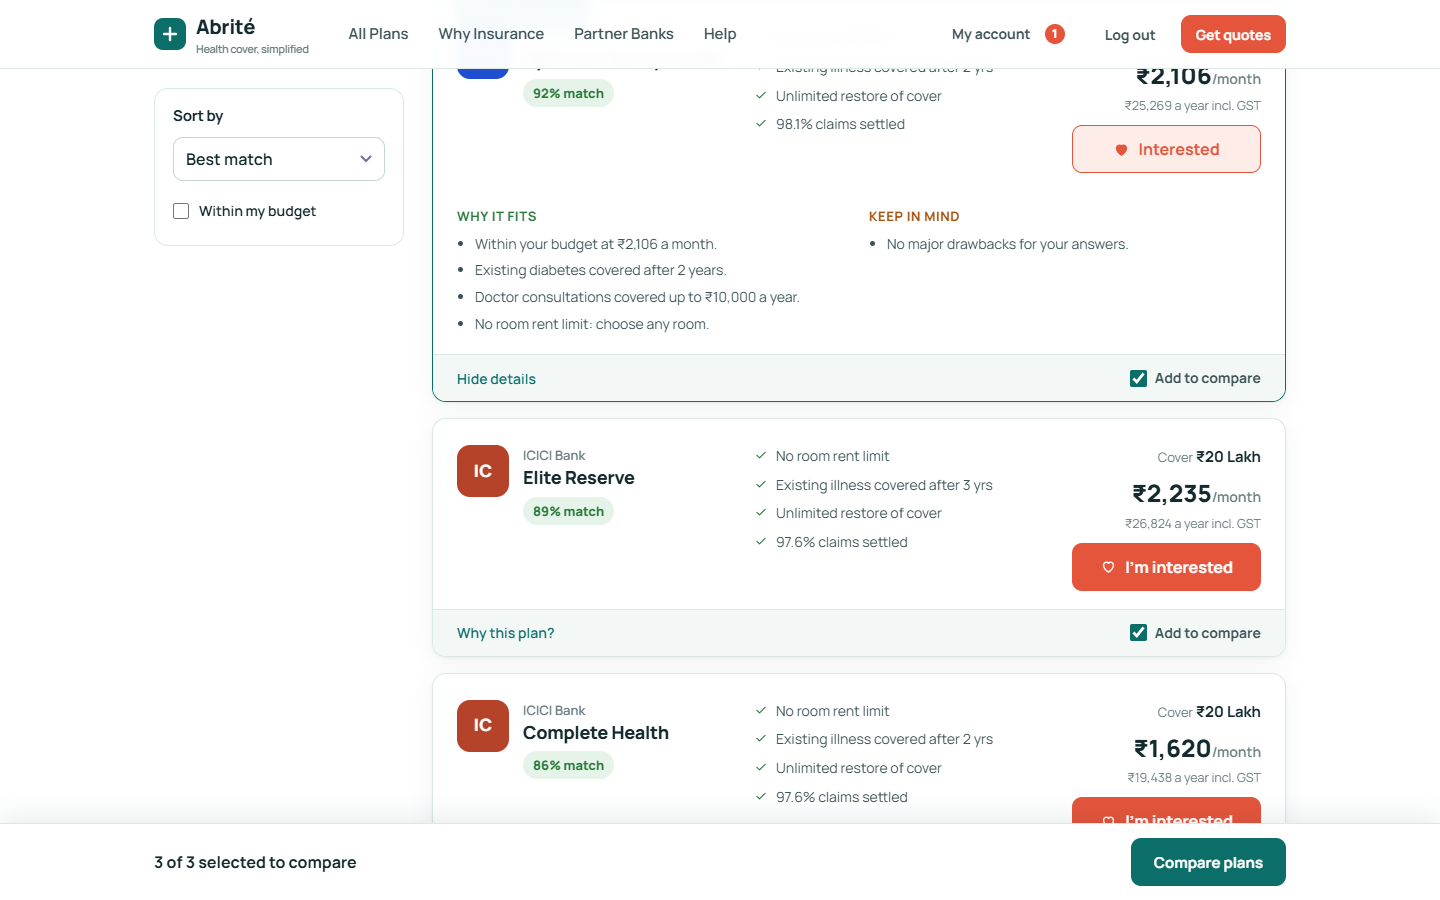 Abrité
Health cover, simplified
All Plans
Why Insurance
Partner Banks
Help
My account
1
Log out
Get quotes
Sort by
Best match
Within my budget
92% match
Existing illness covered after 2 yrs
Unlimited restore of cover
98.1% claims settled
₹2,106/month
₹25,269 a year incl. GST
Interested
WHY IT FITS
Within your budget at ₹2,106 a month.
Existing diabetes covered after 2 years.
Doctor consultations covered up to ₹10,000 a year.
No room rent limit: choose any room.
KEEP IN MIND
No major drawbacks for your answers.
Hide details
Add to compare
IC
ICICI Bank
Elite Reserve
89% match
No room rent limit
Existing illness covered after 3 yrs
Unlimited restore of cover
97.6% claims settled
Cover ₹20 Lakh
₹2,235/month
₹26,824 a year incl. GST
I'm interested
Why this plan?
Add to compare
IC
ICICI Bank
Complete Health
86% match
No room rent limit
Existing illness covered after 2 yrs
Unlimited restore of cover
97.6% claims settled
Cover ₹20 Lakh
₹1,620/month
₹19,438 a year incl. GST
I'm interested
3 of 3 selected to compare
Compare plans